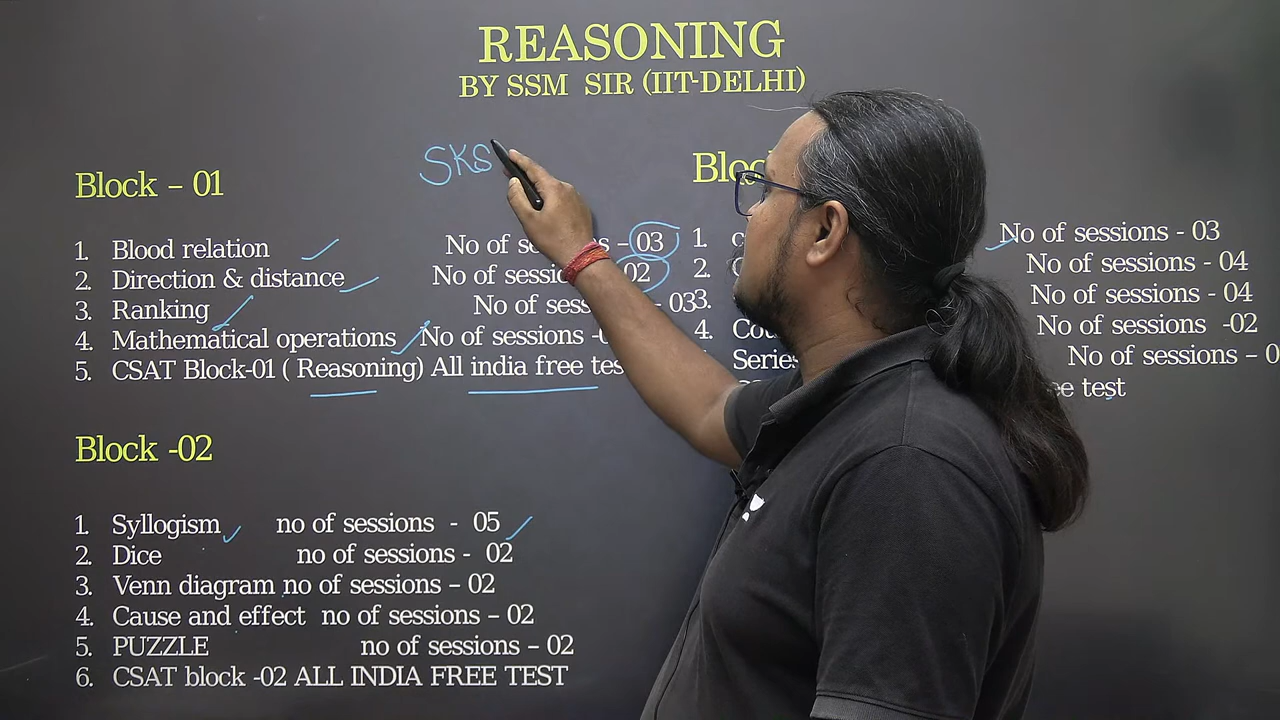 REASONING
BY SSM SIR (IIT-DELHI)
SKS
Block – 01
1. Blood relation No of – 03
2. Direction & distance No of 02
3. Ranking No of - 03
4. Mathematical operations No of sessions -
5. CSAT Block-01 ( Reasoning) All india free
Block -02
1. Syllogism no of sessions - 05
2. Dice no of sessions - 02
3. Venn diagram no of sessions – 02
4. Cause and effect no of sessions – 02
5. PUZZLE no of sessions - 02
6. CSAT block -02 ALL INDIA FREE TEST
1. No of sessions - 03
2. No of sessions - 04
3. No of sessions - 04
4. No of sessions -02
Series No of sessions –
test